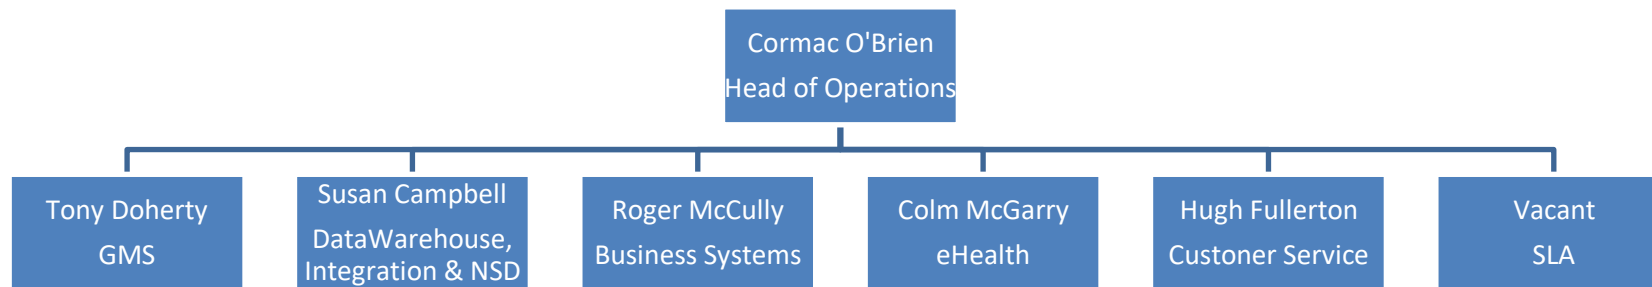 Cormac O'Brien
Head of Operations
Tony Doherty
GMS
Susan Campbell
DataWarehouse,
Integration & NSD
Roger McCully
Business Systems
Colm McGarry
eHealth
Hugh Fullerton
Custoner Service
Vacant
SLA